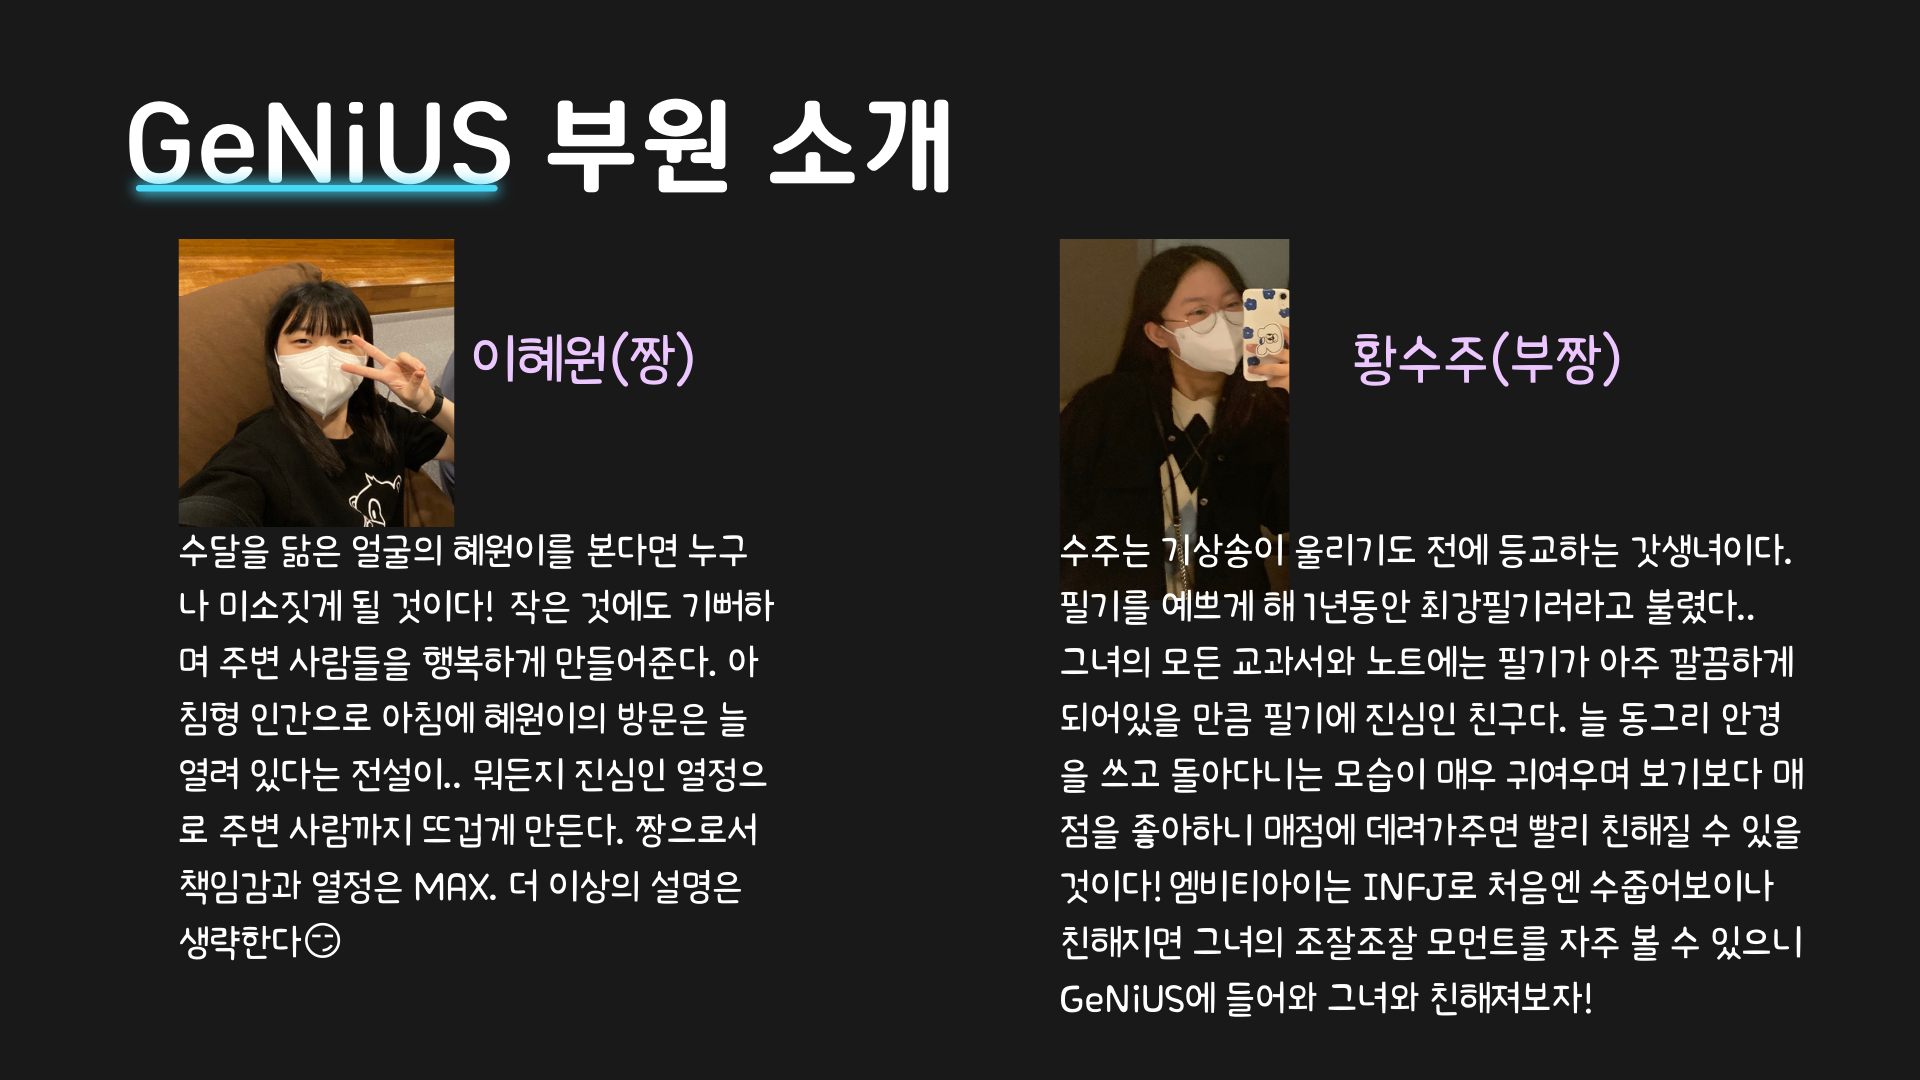 GeNiUS 부원 소개
이혜원(짱)
수달을 닮은 얼굴의 혜원이를 본다면 누구
나 미소짓게 될 것이다! 작은 것에도 기뻐하
며 주변 사람들을 행복하게 만들어준다. 아
침형 인간으로 아침에 혜원이의 방문은 늘
열려 있다는 전설이.. 뭐든지 진심인 열정으
로 주변 사람까지 뜨겁게 만든다. 짱으로서
책임감과 열정은 MAX. 더 이상의 설명은
생략한다😏
황수주(부짱)
수주는 기상송이 울리기도 전에 등교하는 갓생녀이다.
필기를 예쁘게 해 1년동안 최강필기러라고 불렸다..
그녀의 모든 교과서와 노트에는 필기가 아주 깔끔하게
되어있을 만큼 필기에 진심인 친구다. 늘 동그리 안경
을 쓰고 돌아다니는 모습이 매우 귀여우며 보기보다 매
점을 좋아하니 매점에 데려가주면 빨리 친해질 수 있을
것이다! 엠비티아이는 INFJ로 처음엔 수줍어보이나
친해지면 그녀의 조잘조잘 모먼트를 자주 볼 수 있으니
GeNiUS에 들어와 그녀와 친해져보자!